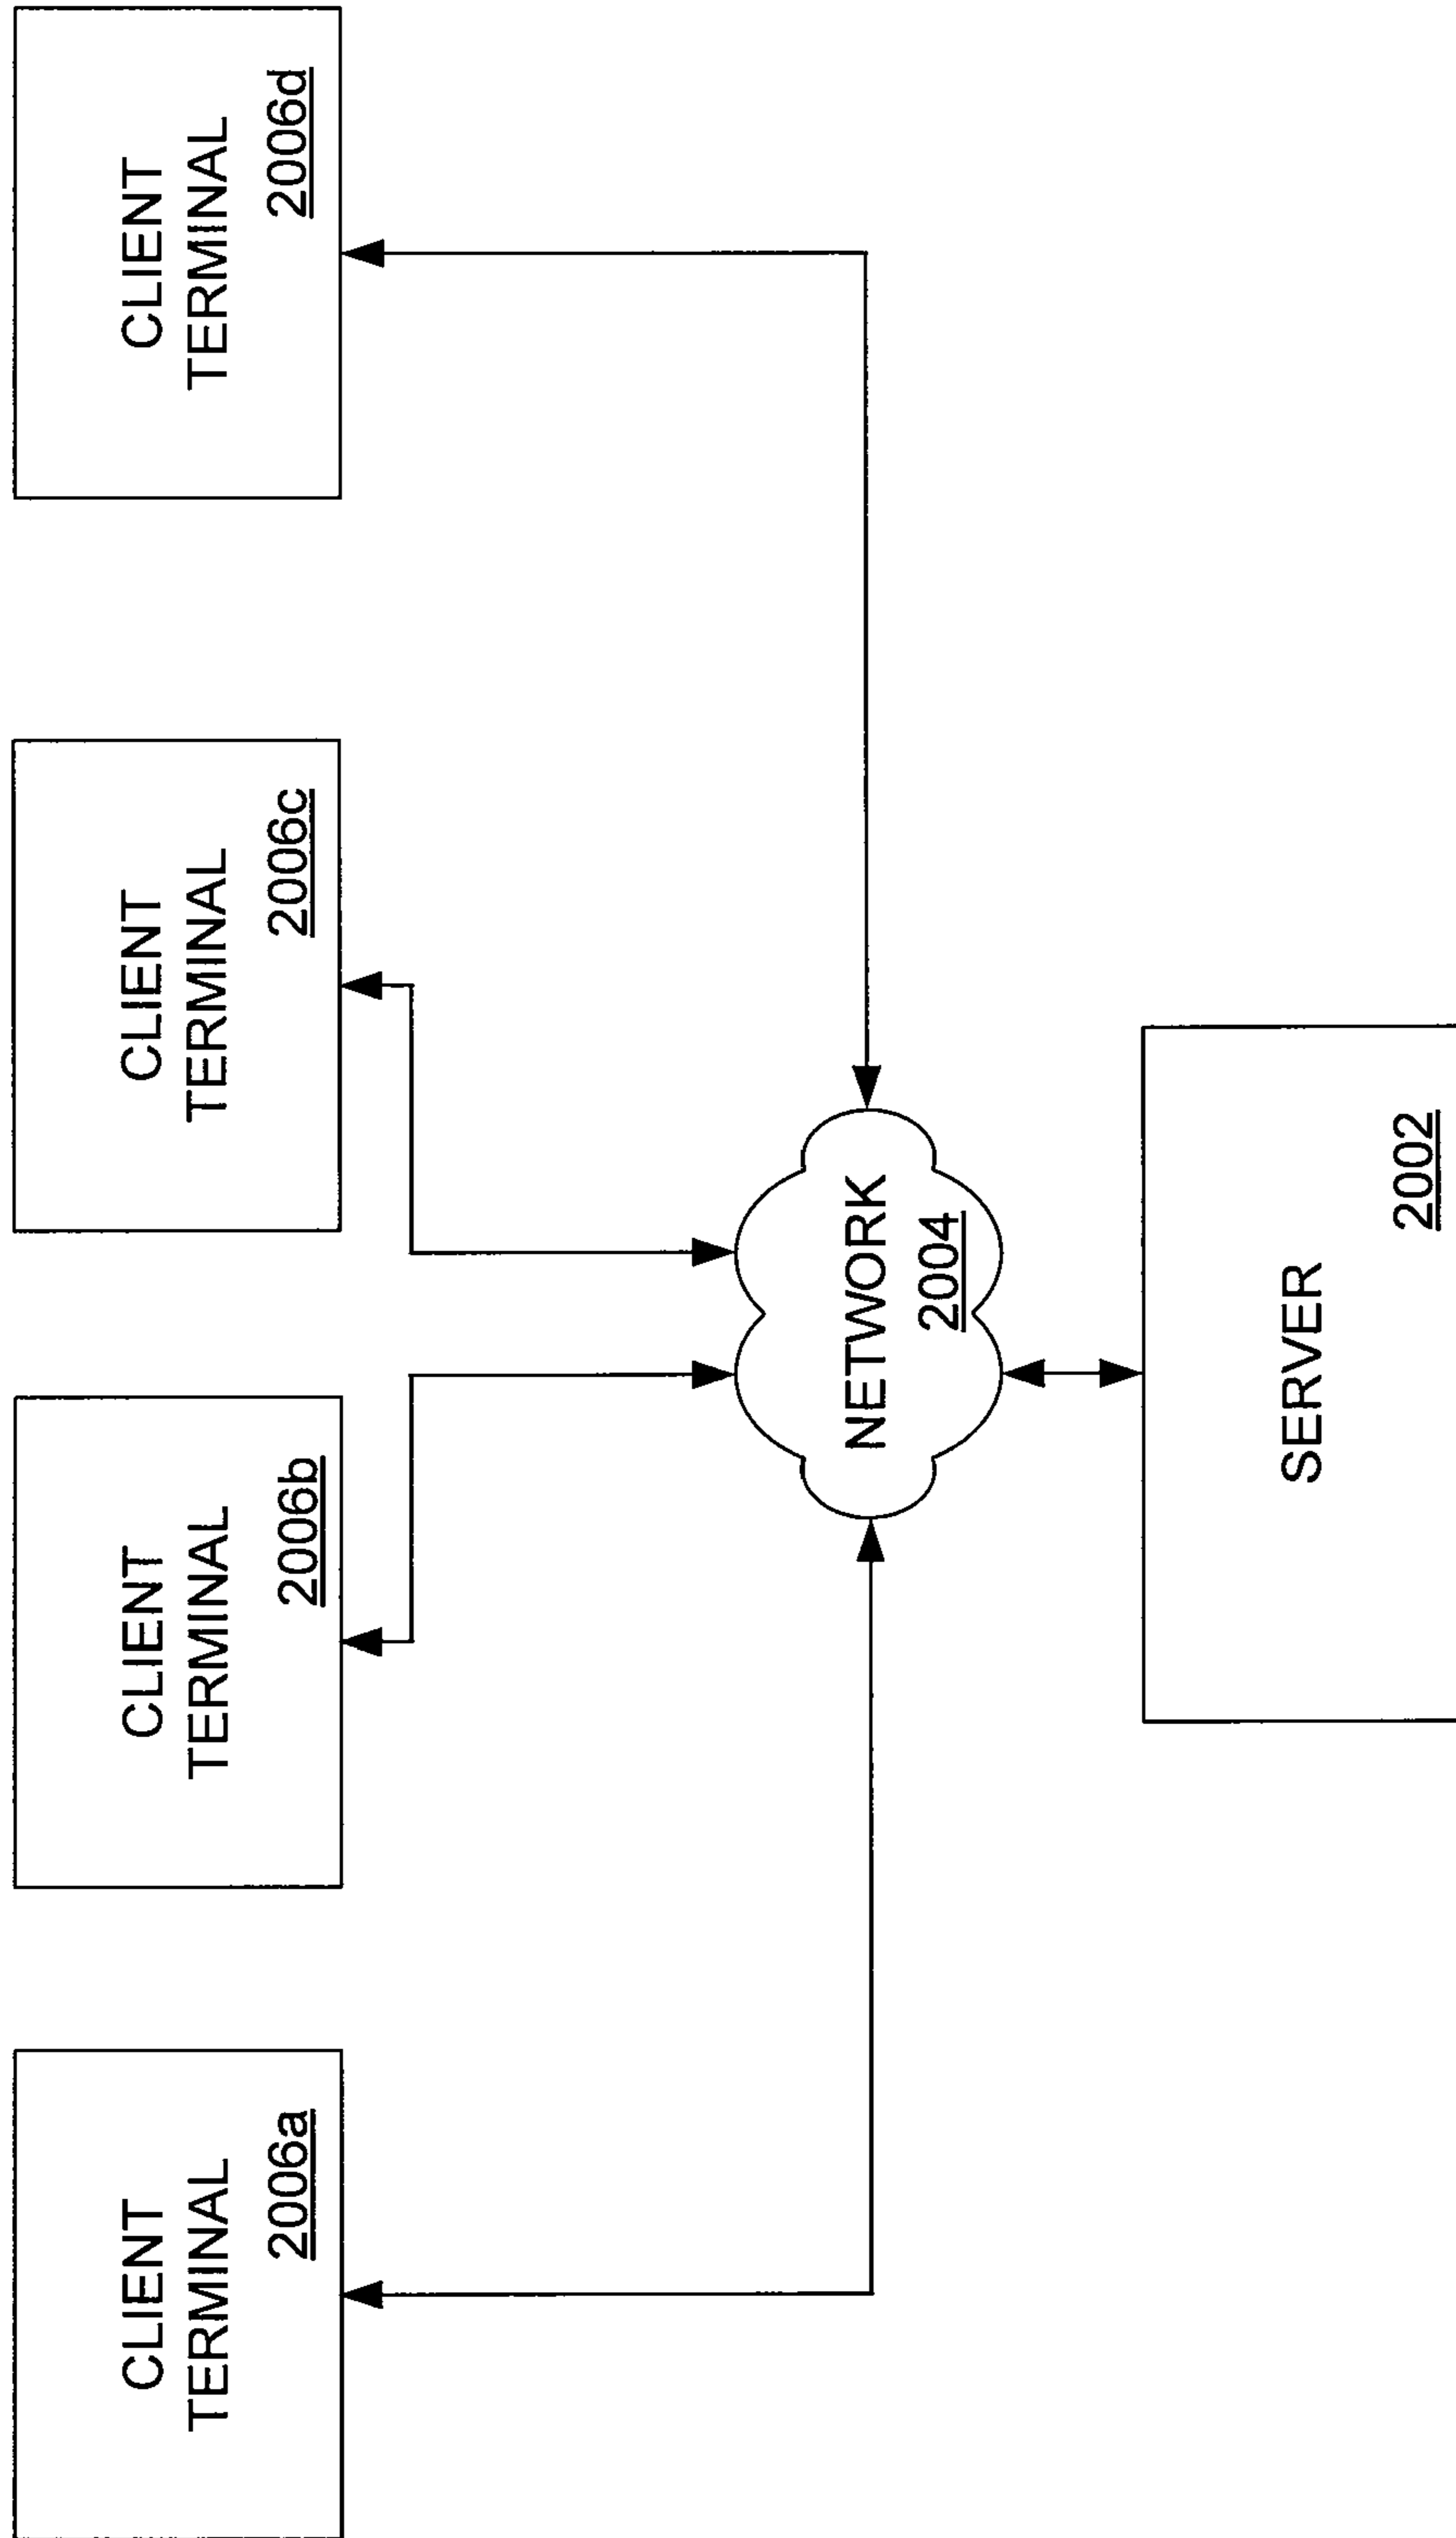 CLIENT
TERMINAL
2006a
CLIENT
TERMINAL
2006b
CLIENT
TERMINAL
2006c
CLIENT
TERMINAL
2006d
NETWORK
2004
SERVER
2002